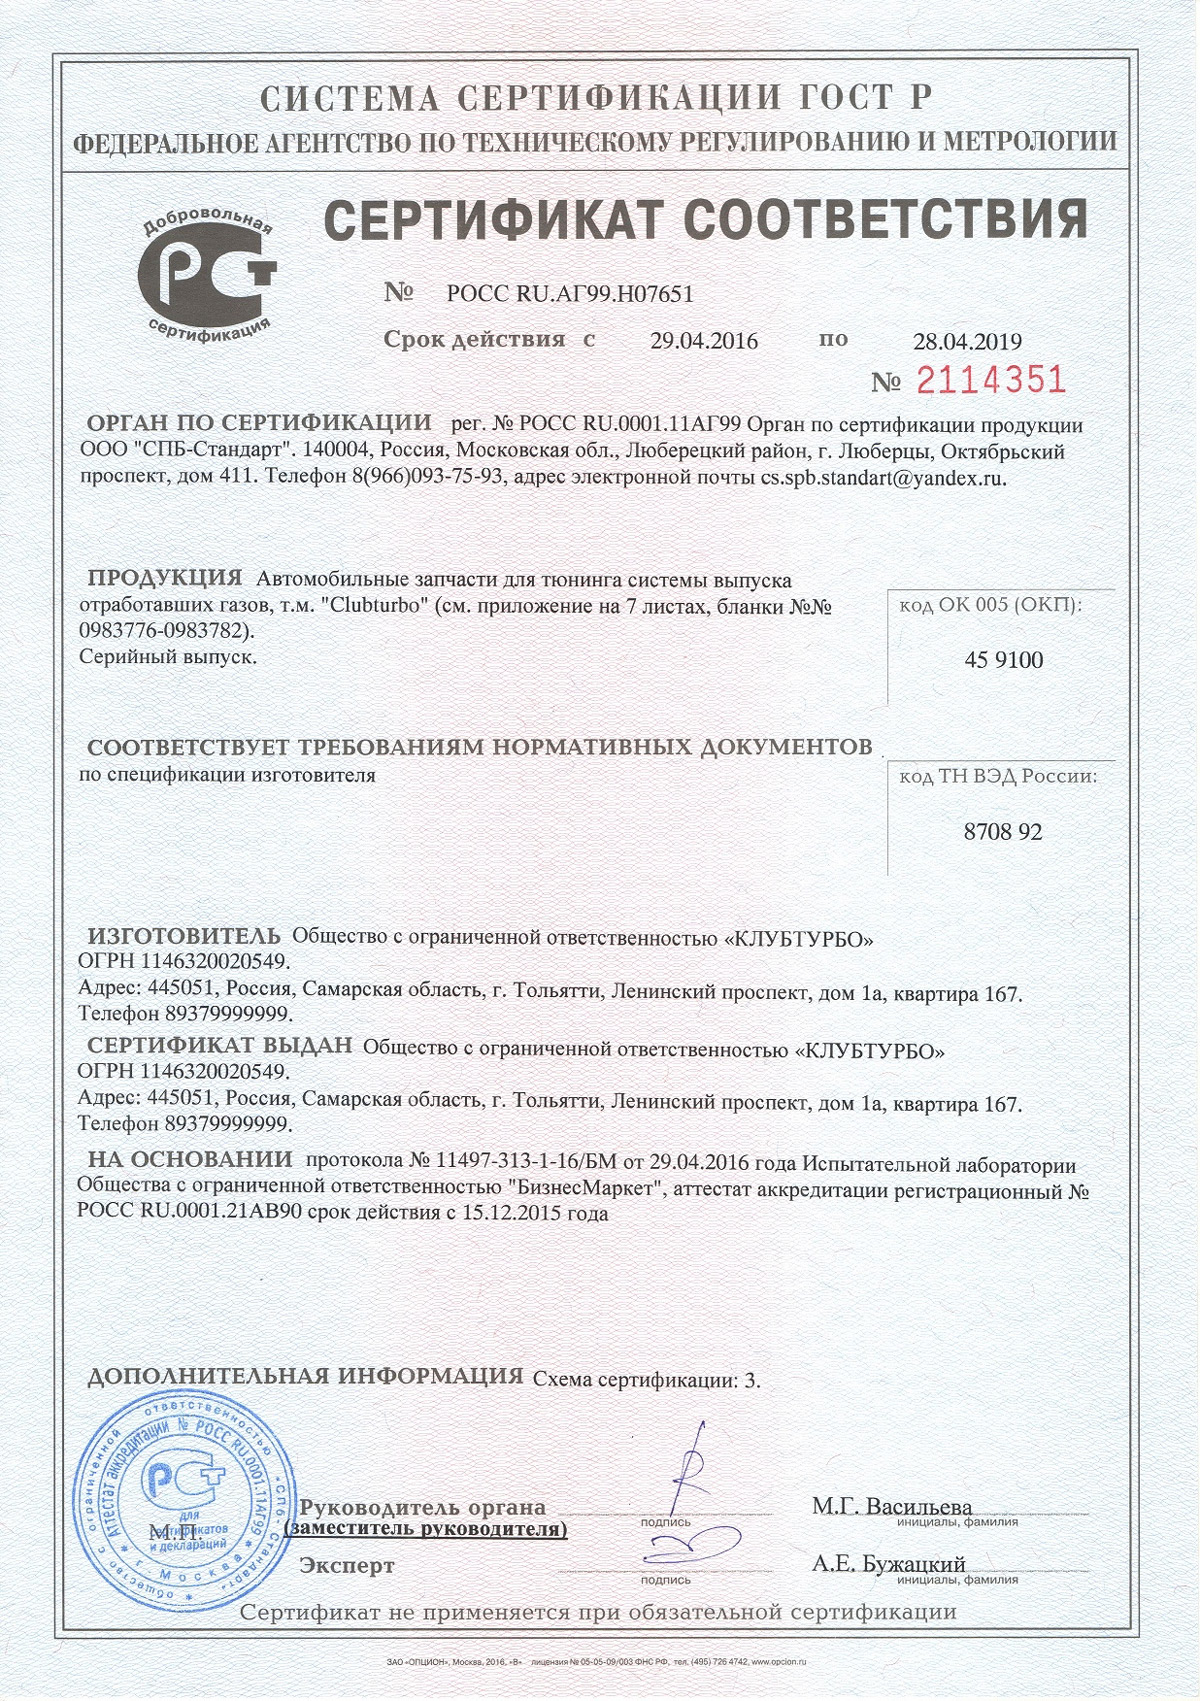 СИСТЕМА СЕРТИФИКАЦИИ ГОСТ Р
ФЕДЕРАЛЬНОЕ АГЕНТСТВО ПО ТЕХНИЧЕСКОМУ РЕГУЛИРОВАНИЮ И МЕТРОЛОГИИ
Добровольная
РСТ
сертификация
СЕРТИФИКАТ СООТВЕТСТВИЯ
№ РОСС RU.АГ99.Н07651
Срок действия с 29.04.2016 по 28.04.2019
№ 2114351
ОРГАН ПО СЕРТИФИКАЦИИ рег. № РОСС RU.0001.11АГ99 Орган по сертификации продукции
ООО "СПБ-Стандарт". 140004, Россия, Московская обл., Люберецкий район, г. Люберцы, Октябрьский
проспект, дом 411. Телефон 8(966)093-75-93, адрес электронной почты cs.spb.standart@yandex.ru.
ПРОДУКЦИЯ Автомобильные запчасти для тюнинга системы выпуска
отработавших газов, т.м. "Clubturbo" (см. приложение на 7 листах, бланки №№
0983776-0983782).
Серийный выпуск.
код ОК 005 (ОКП):
45 9100
СООТВЕТСТВУЕТ ТРЕБОВАНИЯМ НОРМАТИВНЫХ ДОКУМЕНТОВ
по спецификации изготовителя
код ТН ВЭД России:
8708 92
ИЗГОТОВИТЕЛЬ Общество с ограниченной ответственностью «КЛУБТУРБО»
ОГРН 1146320020549.
Адрес: 445051, Россия, Самарская область, г. Тольятти, Ленинский проспект, дом 1а, квартира 167.
Телефон 89379999999.
СЕРТИФИКАТ ВЫДАН Общество с ограниченной ответственностью «КЛУБТУРБО»
ОГРН 1146320020549.
Адрес: 445051, Россия, Самарская область, г. Тольятти, Ленинский проспект, дом 1а, квартира 167.
Телефон 89379999999.
НА ОСНОВАНИИ протокола № 11497-313-1-16/БМ от 29.04.2016 года Испытательной лаборатории
Общества с ограниченной ответственностью "БизнесМаркет", аттестат аккредитации регистрационный №
РОСС RU.0001.21АВ90 срок действия с 15.12.2015 года
ДОПОЛНИТЕЛЬНАЯ ИНФОРМАЦИЯ Схема сертификации: 3.
общество с ограниченной ответственностью "СПб-Стандарт"
Аттестат аккредитации № РОСС RU.0001.11АГ99
г. Москва
РСТ
для
сертификатов
и деклараций
М.П.
Руководитель органа
(заместитель руководителя)
подпись
М.Г. Васильева
инициалы, фамилия
Эксперт
подпись
А.Е. Бужацкий
инициалы, фамилия
Сертификат не применяется при обязательной сертификации
ЗАО «ОПЦИОН», Москва, 2016, «В» лицензия № 05-05-09/003 ФНС РФ, тел. (495) 726 4742, www.opcion.ru